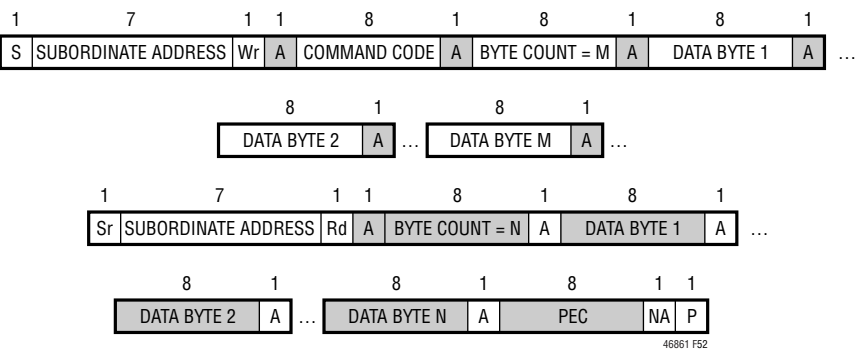 1 7 1 1 8 1 8 1 8 1
S SUBORDINATE ADDRESS Wr A COMMAND CODE A BYTE COUNT = M A DATA BYTE 1 A …
8 1 8 1
DATA BYTE 2 A … DATA BYTE M A …
1 7 1 1 8 1 8 1
Sr SUBORDINATE ADDRESS Rd A BYTE COUNT = N A DATA BYTE 1 A …
8 1 8 1 8 1 1
DATA BYTE 2 A … DATA BYTE N A PEC NA P
46861 F52